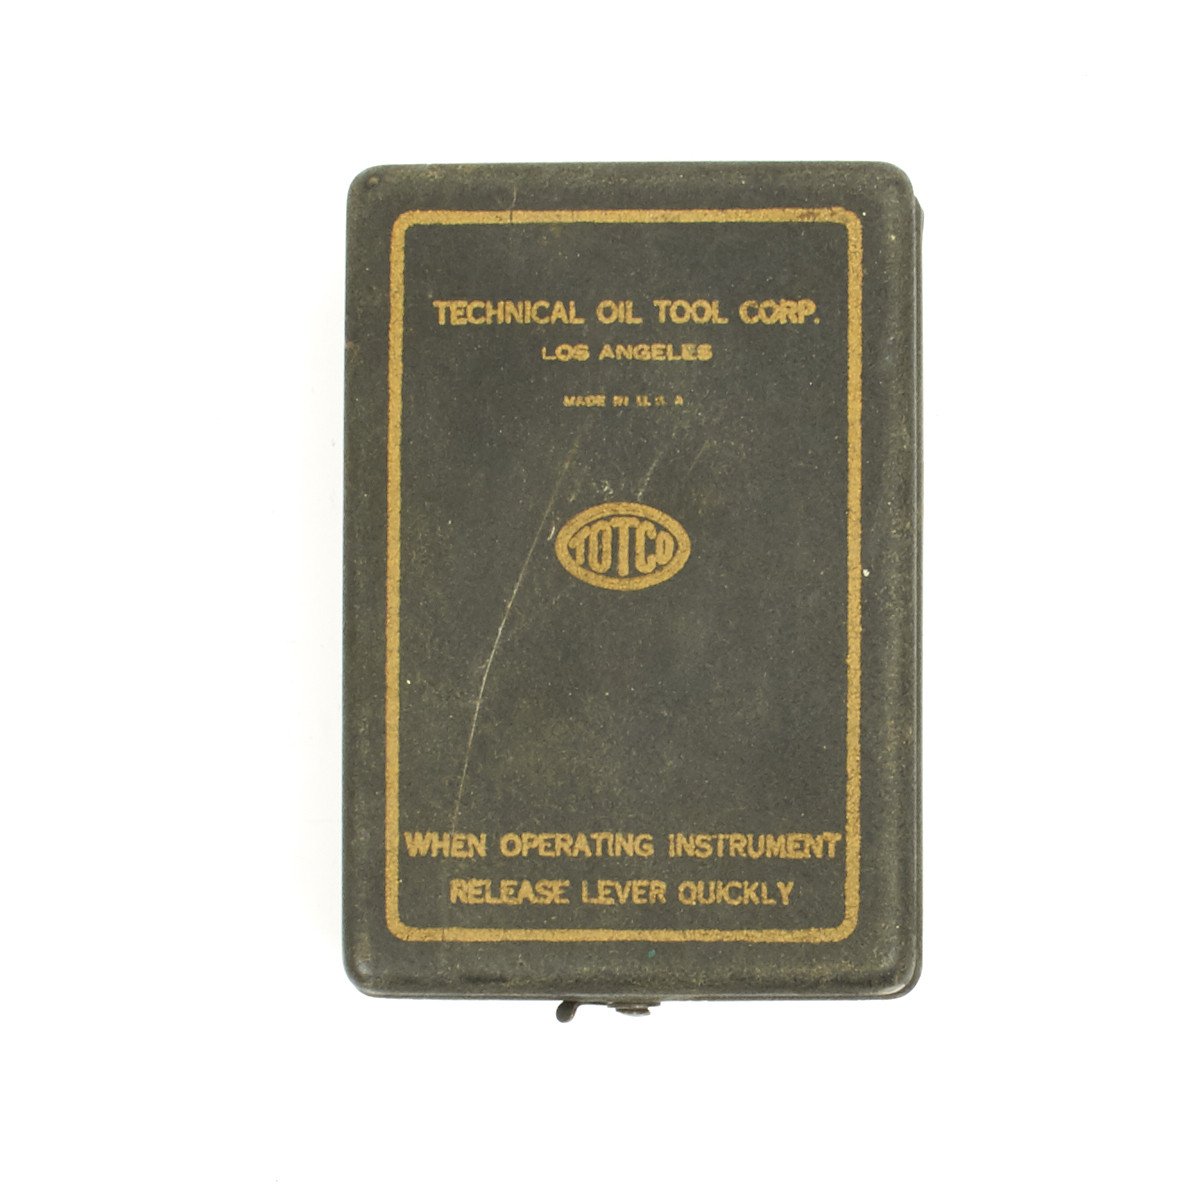 TECHNICAL OIL TOOL CORP.
LOS ANGELES
MADE IN U.S.A
TOTCO
WHEN OPERATING INSTRUMENT
RELEASE LEVER QUICKLY